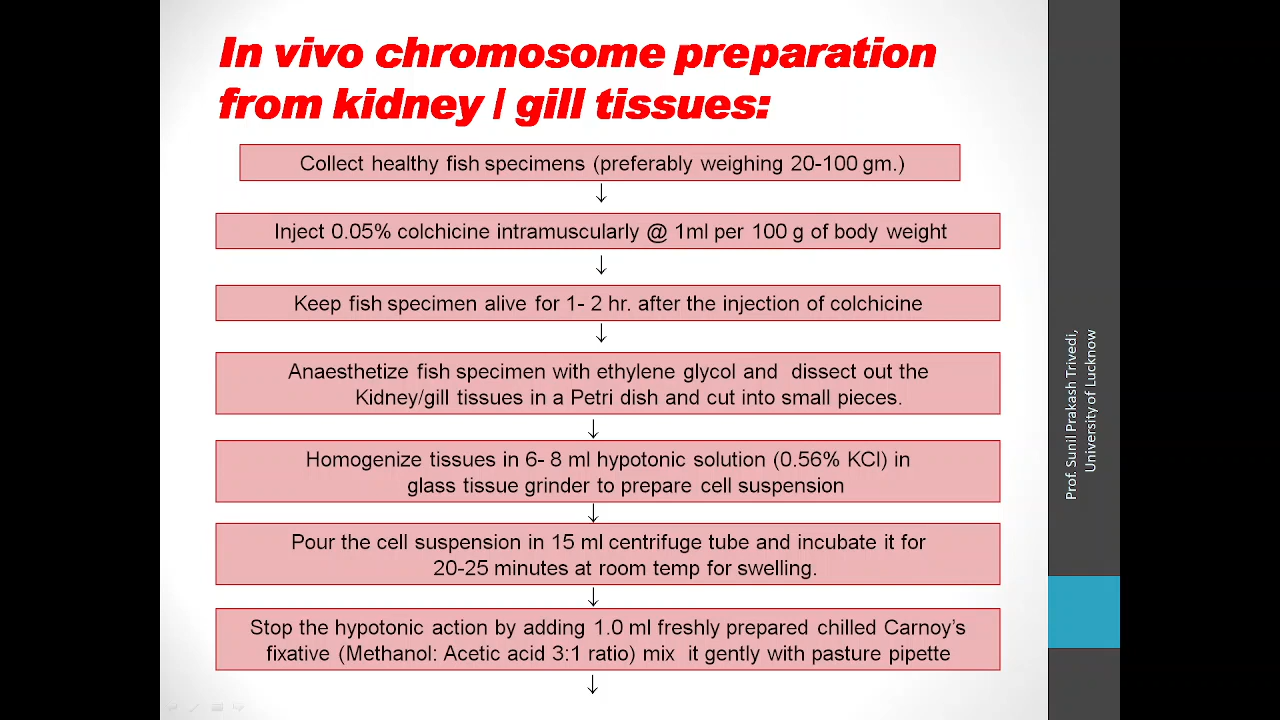 In vivo chromosome preparation
from kidney / gill tissues:
Collect healthy fish specimens (preferably weighing 20-100 gm.)
↓
Inject 0.05% colchicine intramuscularly @ 1ml per 100 g of body weight
↓
Keep fish specimen alive for 1- 2 hr. after the injection of colchicine
↓
Anaesthetize fish specimen with ethylene glycol and dissect out the
Kidney/gill tissues in a Petri dish and cut into small pieces.
↓
Homogenize tissues in 6- 8 ml hypotonic solution (0.56% KCl) in
glass tissue grinder to prepare cell suspension
↓
Pour the cell suspension in 15 ml centrifuge tube and incubate it for
20-25 minutes at room temp for swelling.
↓
Stop the hypotonic action by adding 1.0 ml freshly prepared chilled Carnoy’s
fixative (Methanol: Acetic acid 3:1 ratio) mix it gently with pasture pipette
↓
Prof. Sunil Prakash Trivedi,
University of Lucknow